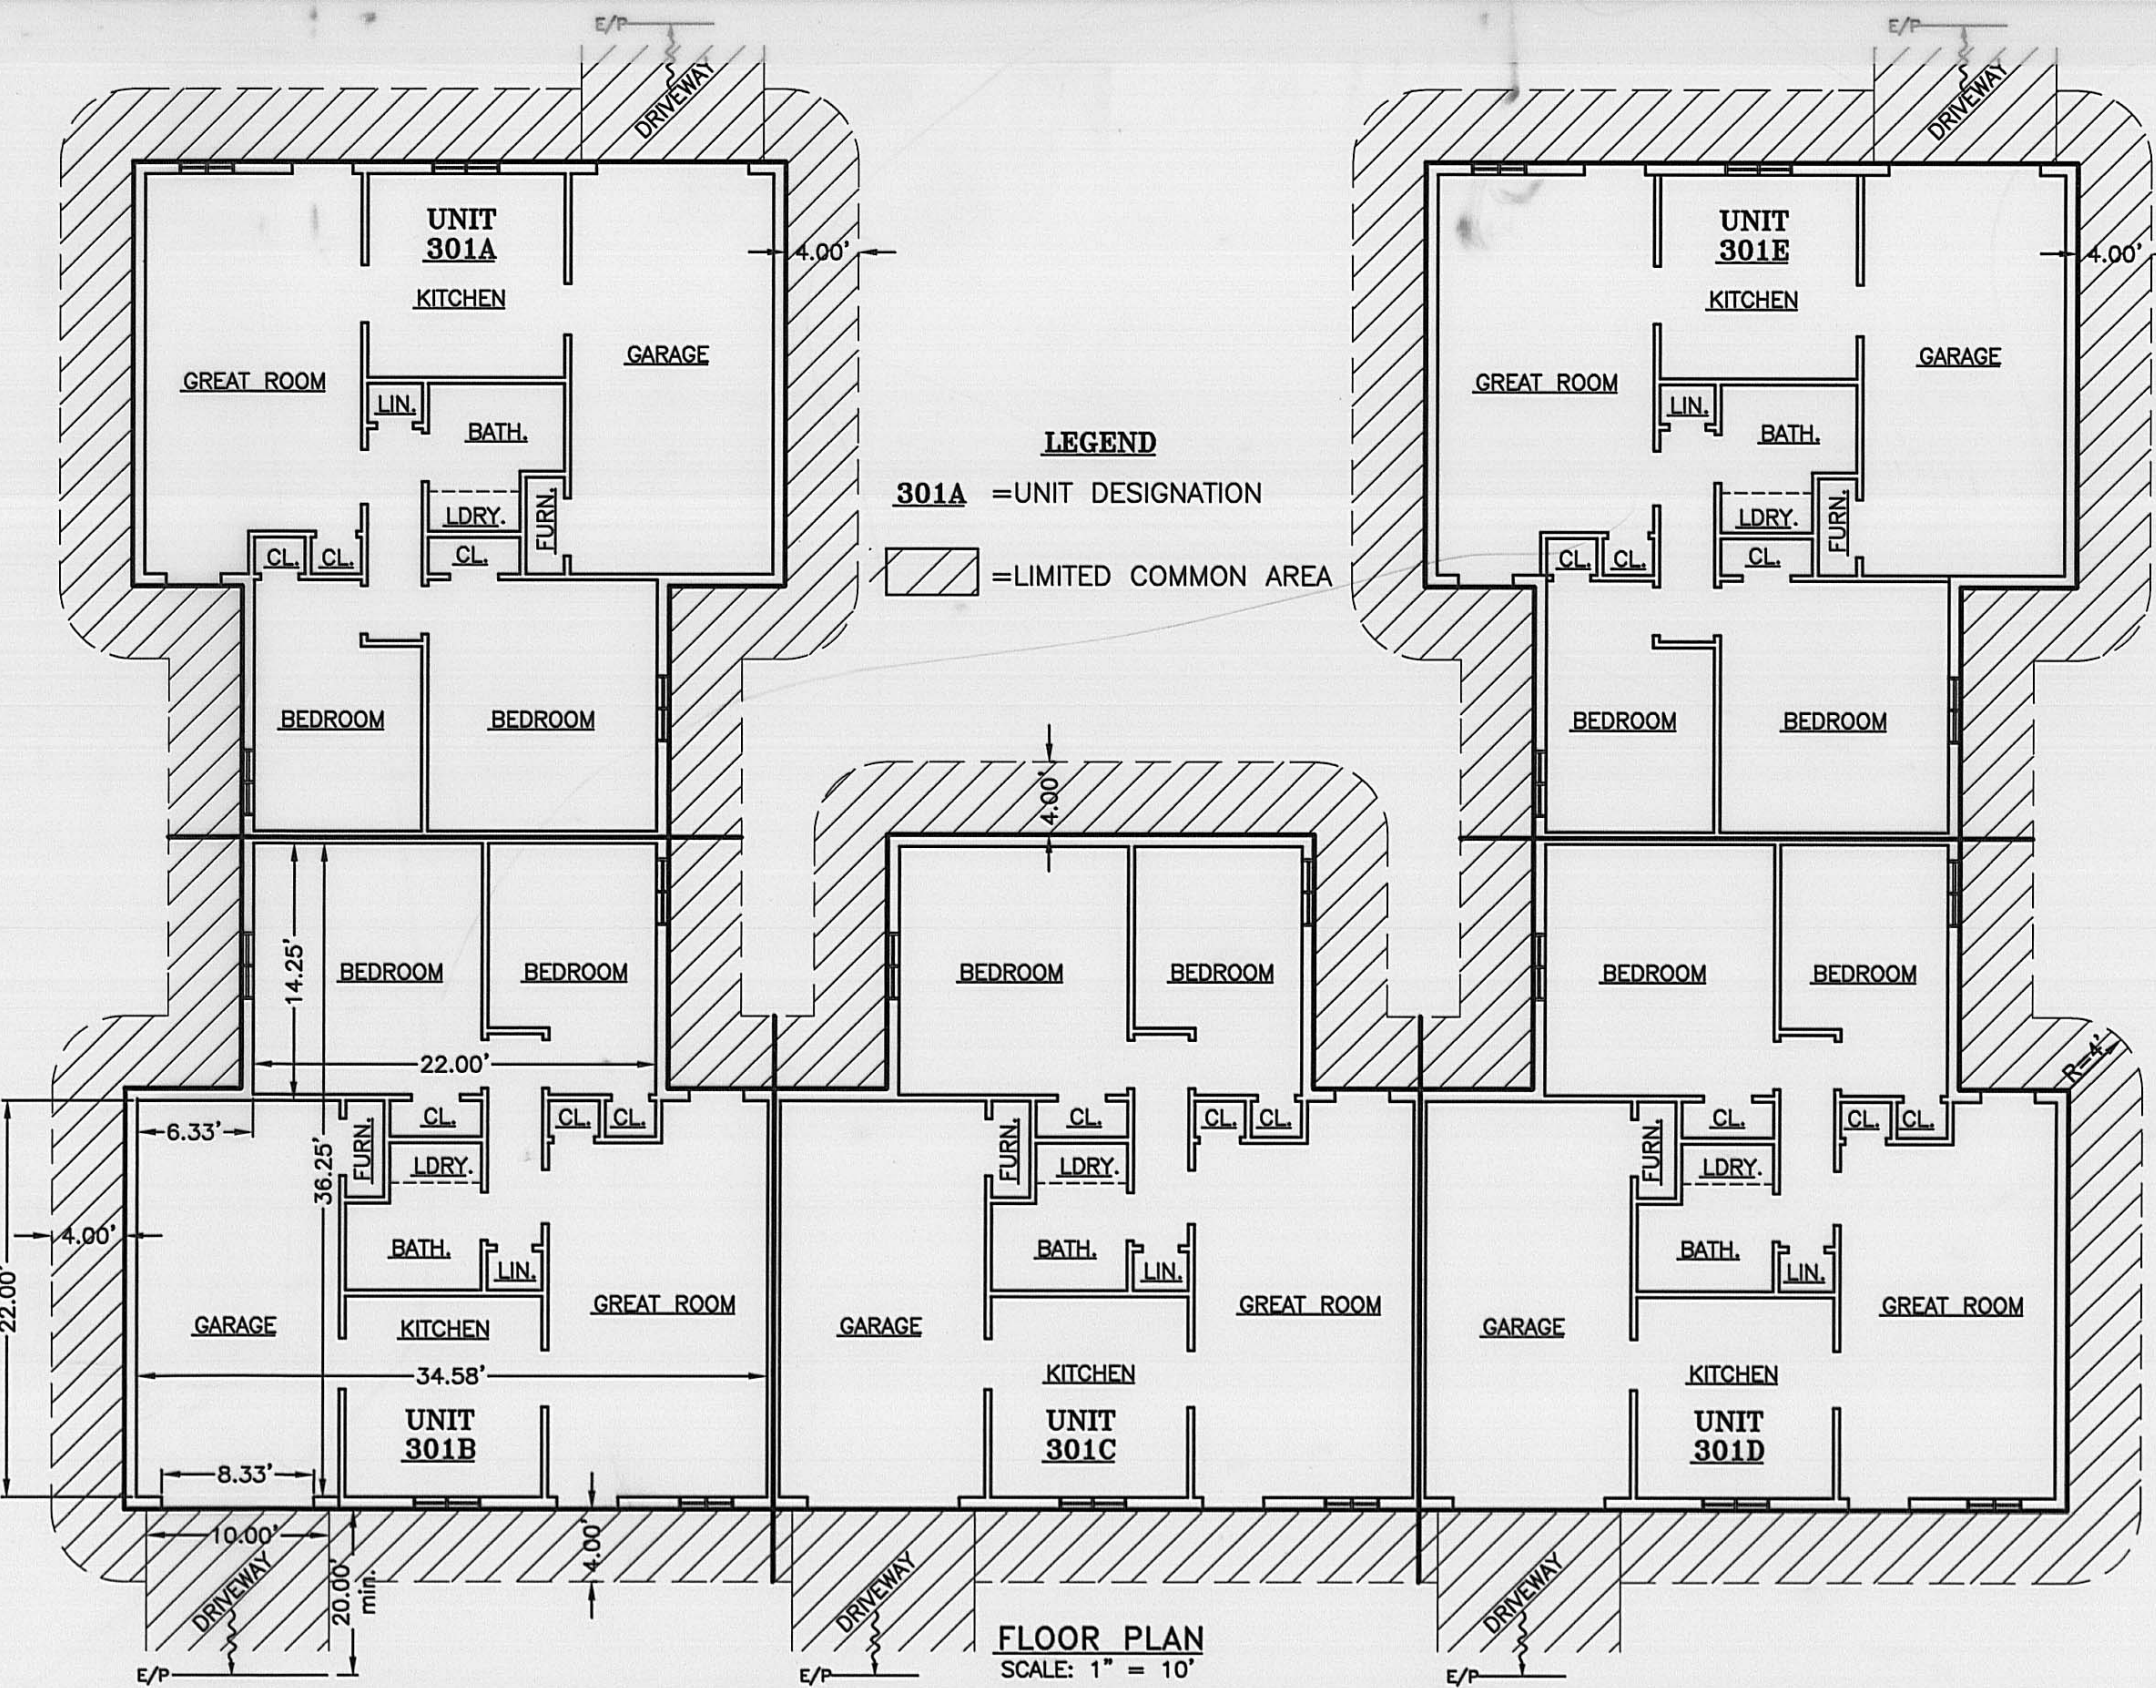 E/P
E/P
DRIVEWAY
DRIVEWAY
UNIT
301A
UNIT
301E
4.00'
4.00'
KITCHEN
KITCHEN
GARAGE
GARAGE
GREAT ROOM
GREAT ROOM
LIN.
LIN.
BATH.
BATH.
LEGEND
301A =UNIT DESIGNATION
LDRY.
LDRY.
FURN.
FURN.
CL.
CL.
CL.
CL.
CL.
CL.
=LIMITED COMMON AREA
BEDROOM
BEDROOM
BEDROOM
BEDROOM
4.00'
14.25'
BEDROOM
BEDROOM
BEDROOM
BEDROOM
BEDROOM
BEDROOM
22.00'
R=4'
6.33'
FURN.
CL.
CL.
CL.
FURN.
CL.
CL.
CL.
FURN.
CL.
CL.
CL.
36.25'
LDRY.
LDRY.
LDRY.
4.00'
BATH.
BATH.
BATH.
LIN.
LIN.
LIN.
22.00'
GARAGE
KITCHEN
GREAT ROOM
GARAGE
GREAT ROOM
GARAGE
GREAT ROOM
34.58'
KITCHEN
KITCHEN
UNIT
301B
UNIT
301C
UNIT
301D
8.33'
10.00'
4.00'
20.00'
min.
DRIVEWAY
DRIVEWAY
DRIVEWAY
FLOOR PLAN
SCALE: 1" = 10'
E/P
E/P
E/P